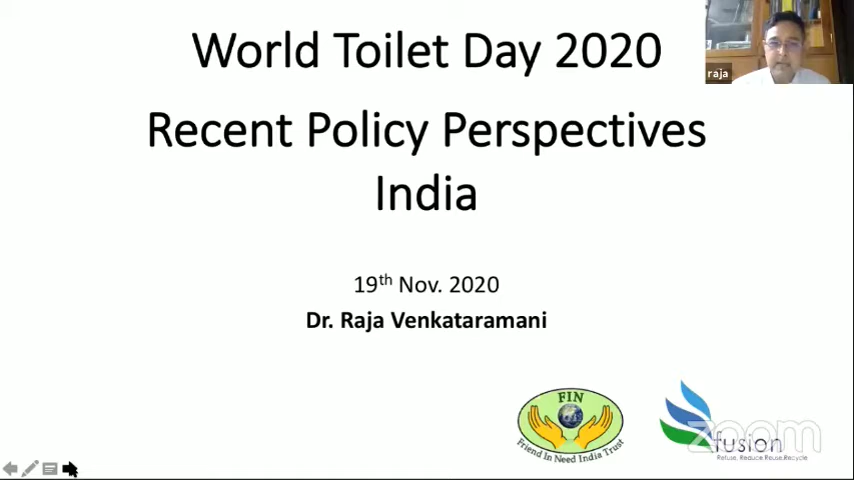 World Toilet Day 2020
raja
Recent Policy Perspectives
India
19th Nov. 2020
Dr. Raja Venkataramani
FIN
Friend In Need India Trust
zoom
fusion
Refuse. Reduce. Reuse. Recycle